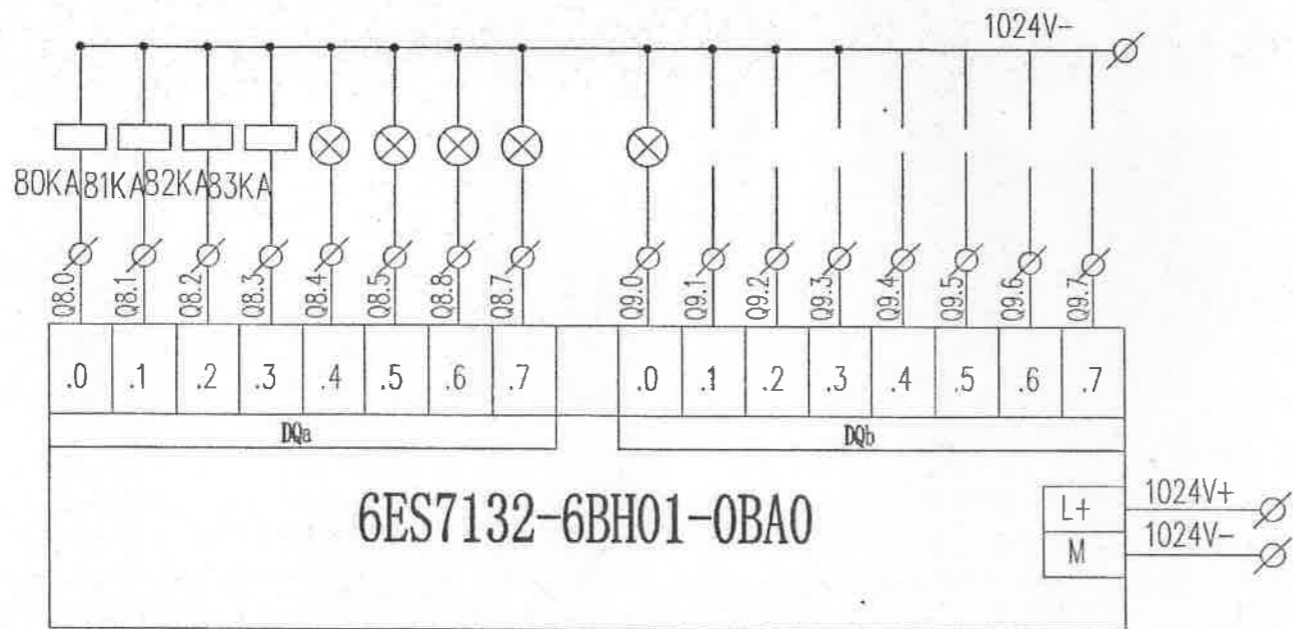 1024V-
80KA 81KA 82KA 83KA
Q8.0 Q8.1 Q8.2 Q8.3 Q8.4 Q8.5 Q8.8 Q8.7 Q9.0 Q9.1 Q9.2 Q9.3 Q9.4 Q9.5 Q9.6 Q9.7
.0 .1 .2 .3 .4 .5 .6 .7 .0 .1 .2 .3 .4 .5 .6 .7
DQa DQb
6ES7132-6BH01-0BA0
L+ 1024V+
M 1024V-